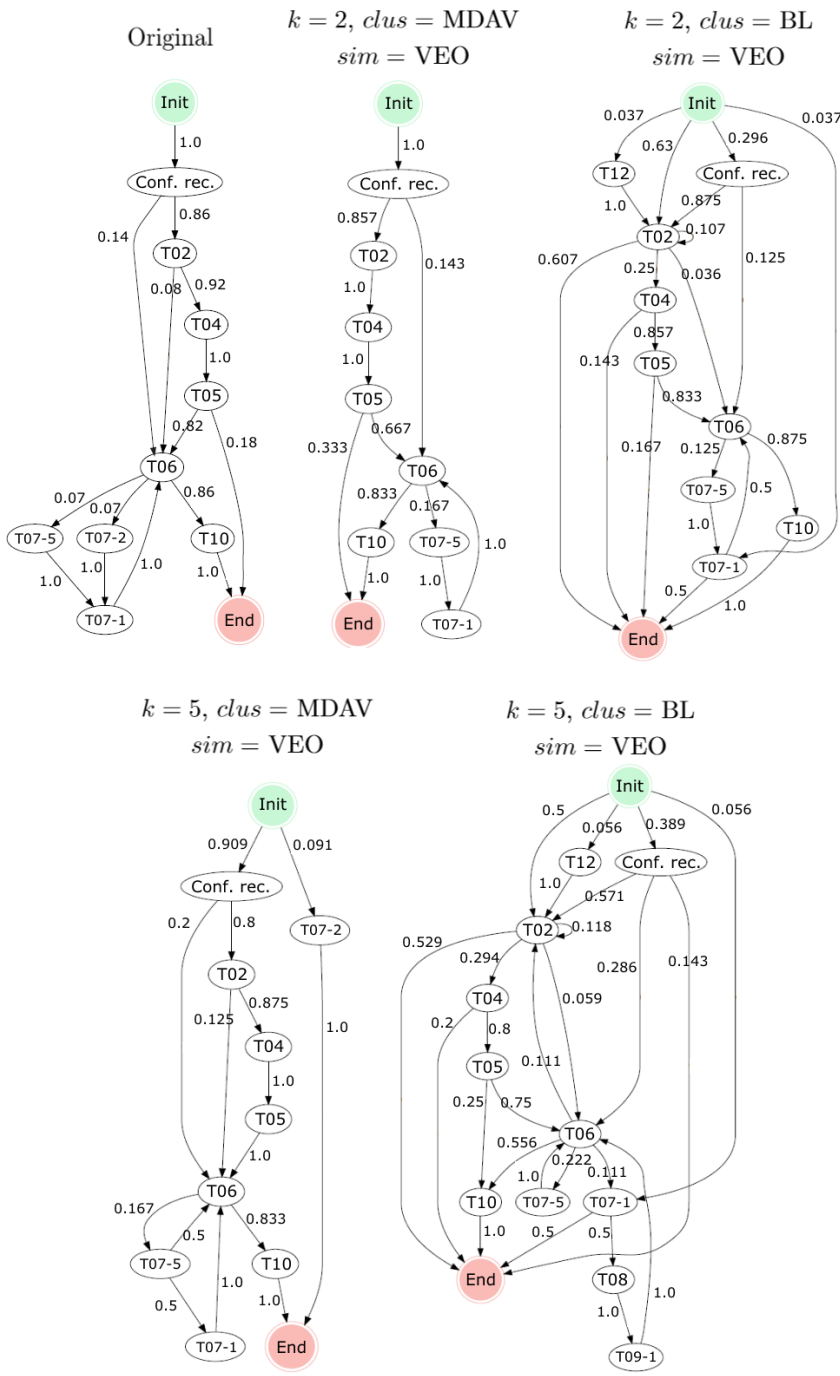 Original
k = 2, clus = MDAV
sim = VEO
k = 2, clus = BL
sim = VEO
Init
1.0
Conf. rec.
0.86
0.14
T02
0.08
0.92
T04
1.0
T05
0.82
0.18
T06
0.07
0.07
0.86
T07-5
T07-2
T10
1.0
1.0
1.0
1.0
T07-1
End
Init
1.0
Conf. rec.
0.857
0.143
T02
1.0
T04
1.0
T05
0.333
0.667
T06
0.833
0.167
T10
T07-5
1.0
1.0
1.0
End
T07-1
Init
0.037
0.63
0.296
0.037
T12
Conf. rec.
1.0
0.875
T02
0.107
0.607
0.25
0.036
0.125
T04
0.857
0.143
T05
0.833
0.167
T06
0.125
0.875
T07-5
0.5
T10
1.0
T07-1
0.5
1.0
End
k = 5, clus = MDAV
sim = VEO
k = 5, clus = BL
sim = VEO
Init
0.909
0.091
Conf. rec.
0.2
0.8
T07-2
T02
0.125
0.875
T04
1.0
1.0
T05
1.0
T06
0.167
0.833
0.5
T07-5
T10
0.5
1.0
1.0
T07-1
End
Init
0.5
0.056
0.389
0.056
T12
Conf. rec.
1.0
0.571
T02
0.118
0.529
0.294
0.286
0.143
T04
0.059
0.2
0.8
T05
0.111
0.25
0.75
T06
0.556
0.222
0.111
1.0
T10
T07-5
T07-1
1.0
0.5
0.5
End
T08
1.0
1.0
T09-1